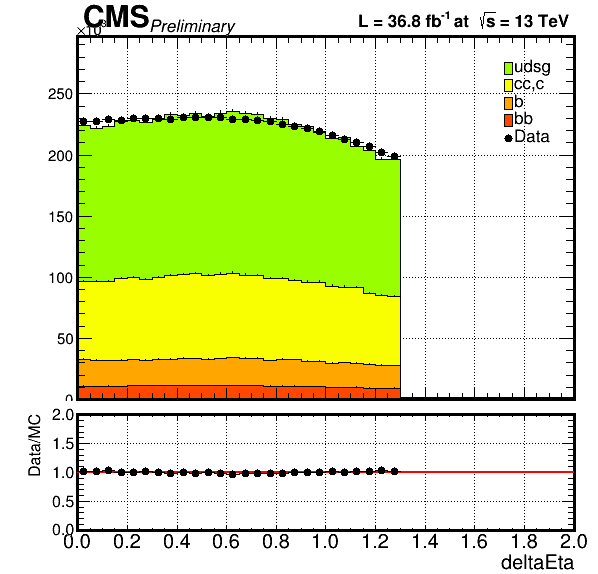 CMS Preliminary L = 36.8 fb⁻¹ at √s = 13 TeV
×10³
udsg
cc,c
b
bb
Data
250
200
150
100
50
0
Data/MC
2.0
1.5
1.0
0.5
0.0
0.0 0.2 0.4 0.6 0.8 1.0 1.2 1.4 1.6 1.8 2.0
deltaEta